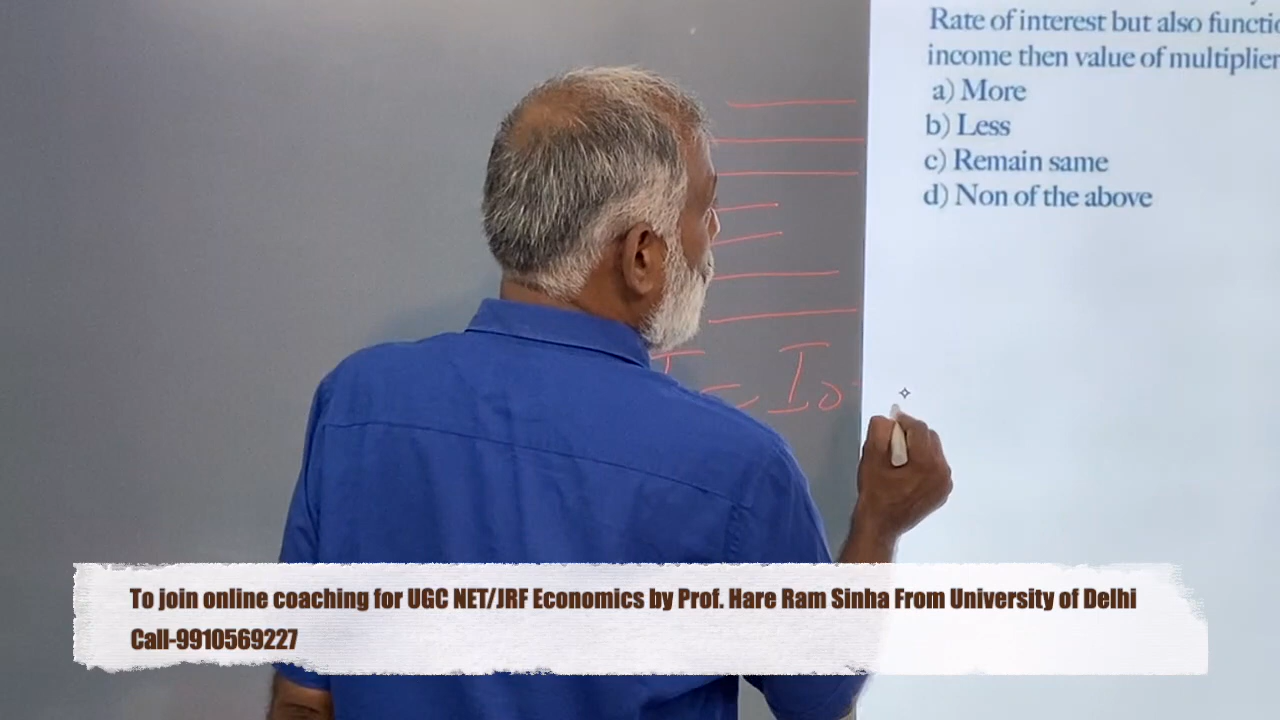 Rate of interest but also functio
income then value of multiplier
a) More
b) Less
c) Remain same
d) Non of the above
I = I0
To join online coaching for UGC NET/JRF Economics by Prof. Hare Ram Sinha From University of Delhi
Call-9910569227